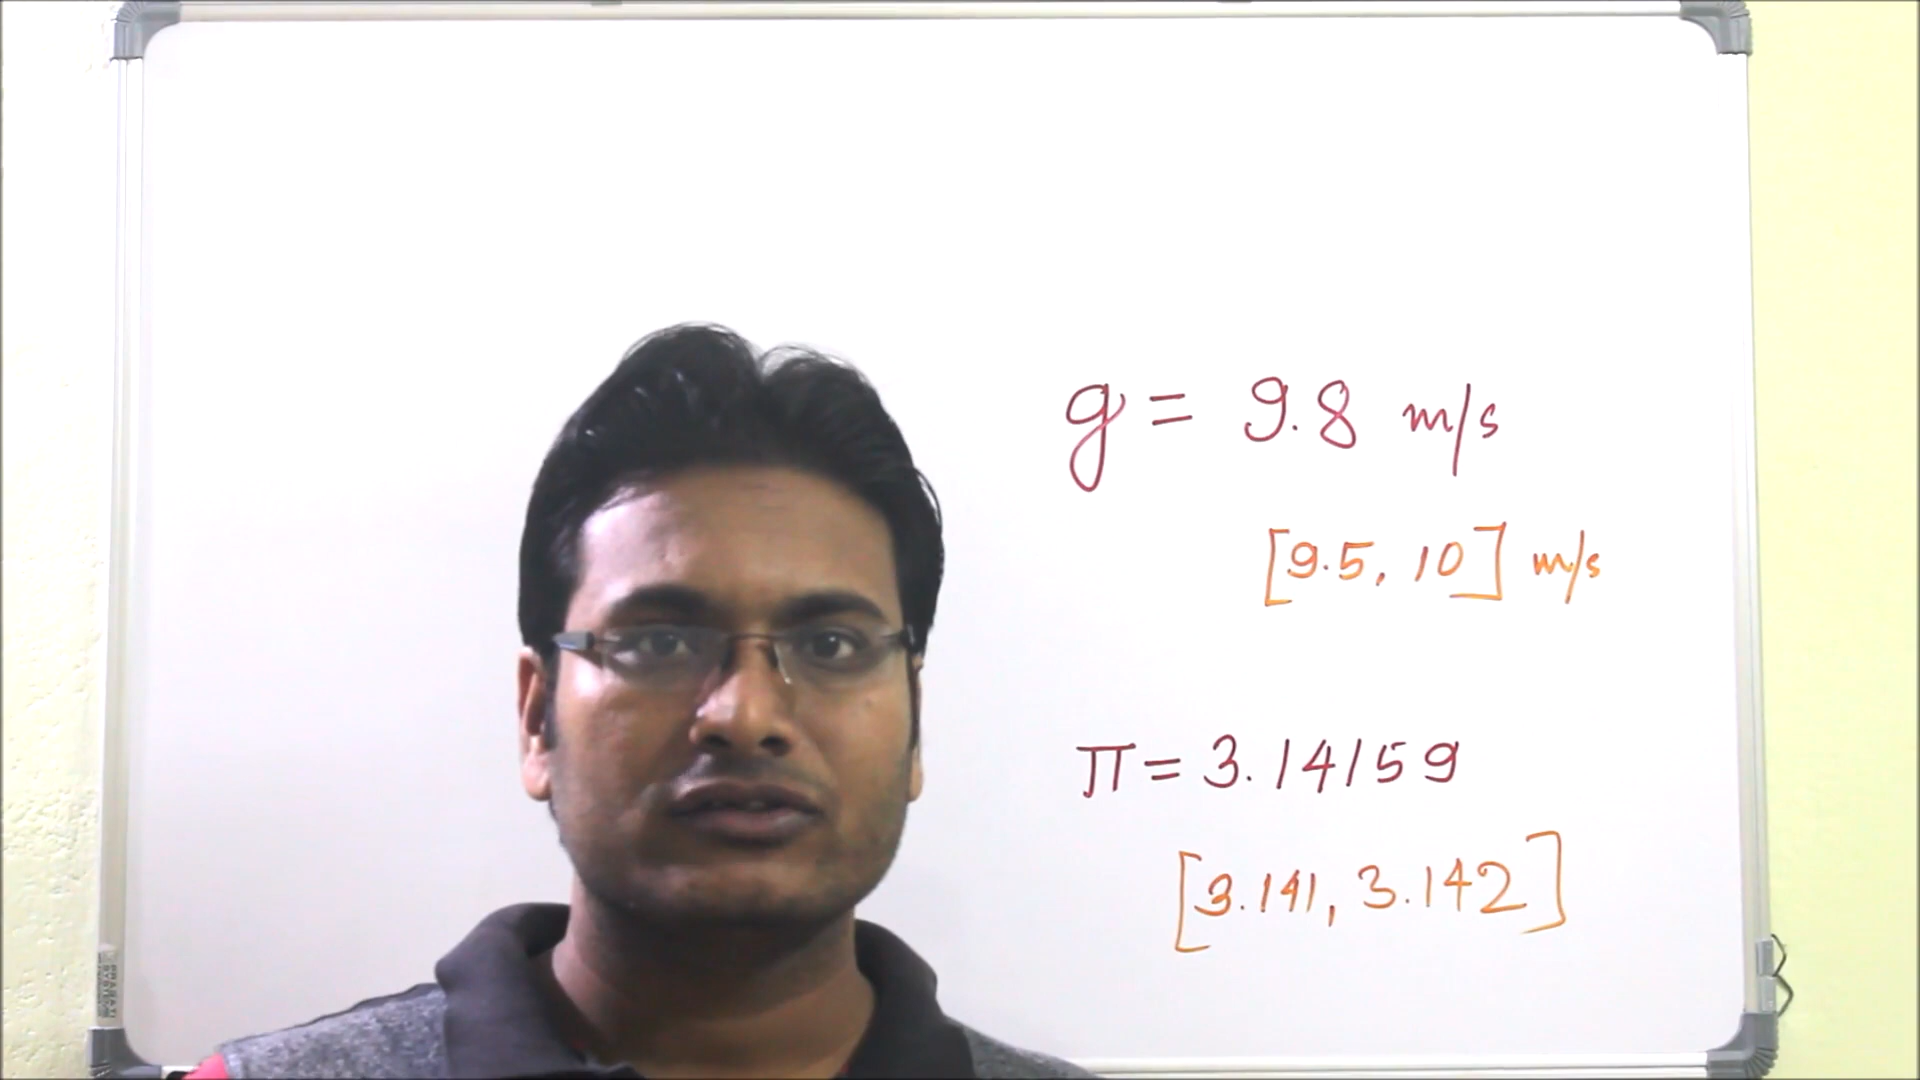 g = 9.8 m/s
[9.5, 10] m/s
π = 3.14159
[3.141, 3.142]